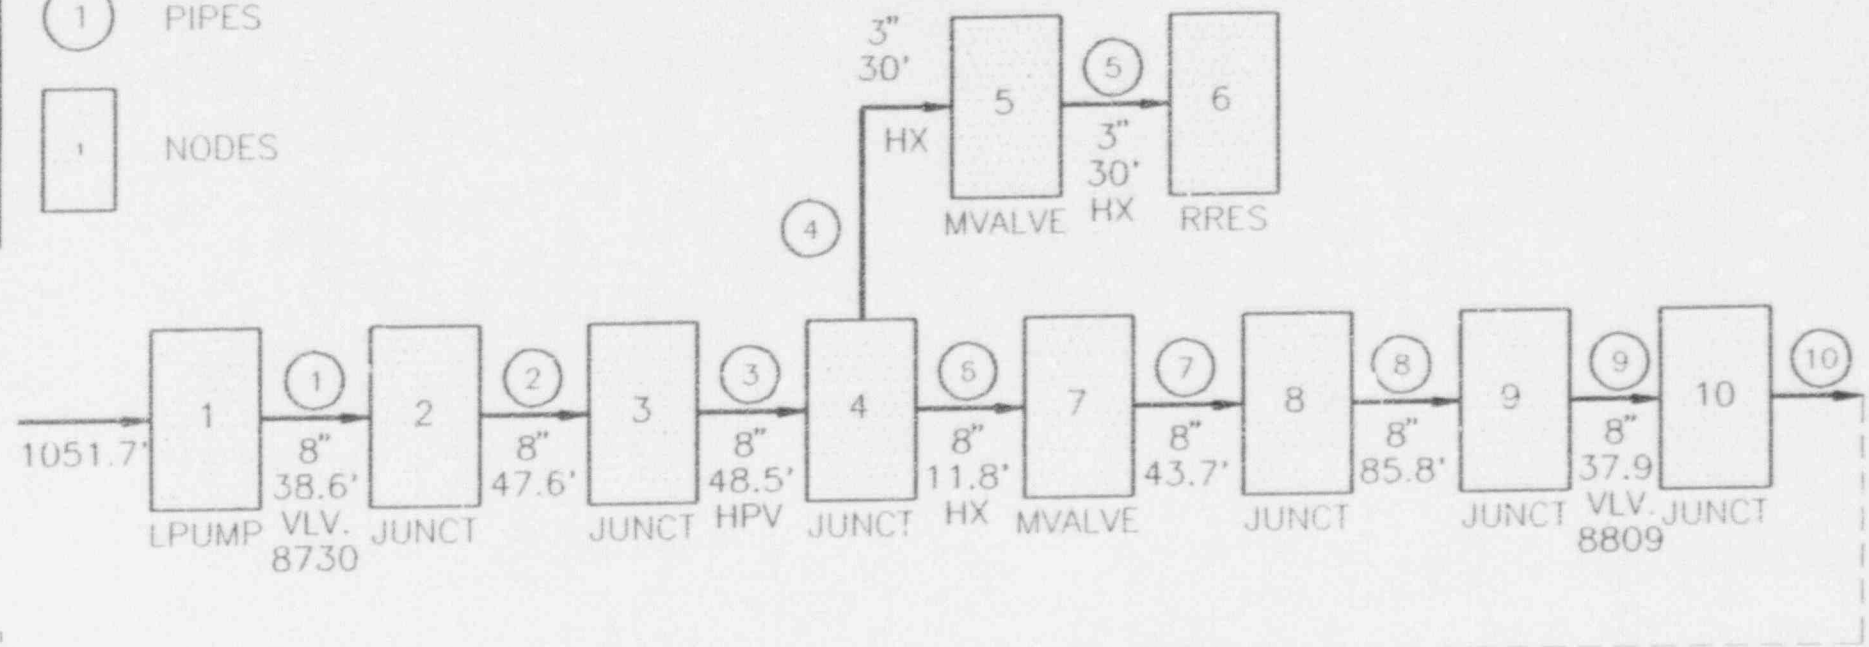 1 PIPES
1 NODES
3"
30'
HX
5
MVALVE
5
3"
30'
HX
6
RRES
4
1051.7'
1
LPUMP
1
8"
38.6'
VLV.
8730
2
JUNCT
2
8"
47.6'
3
JUNCT
3
8"
48.5'
HPV
4
JUNCT
6
8"
11.8'
HX
7
MVALVE
7
8"
43.7'
8
JUNCT
8
8"
85.8'
9
JUNCT
9
8"
37.9
VLV.
8809
10
JUNCT
10